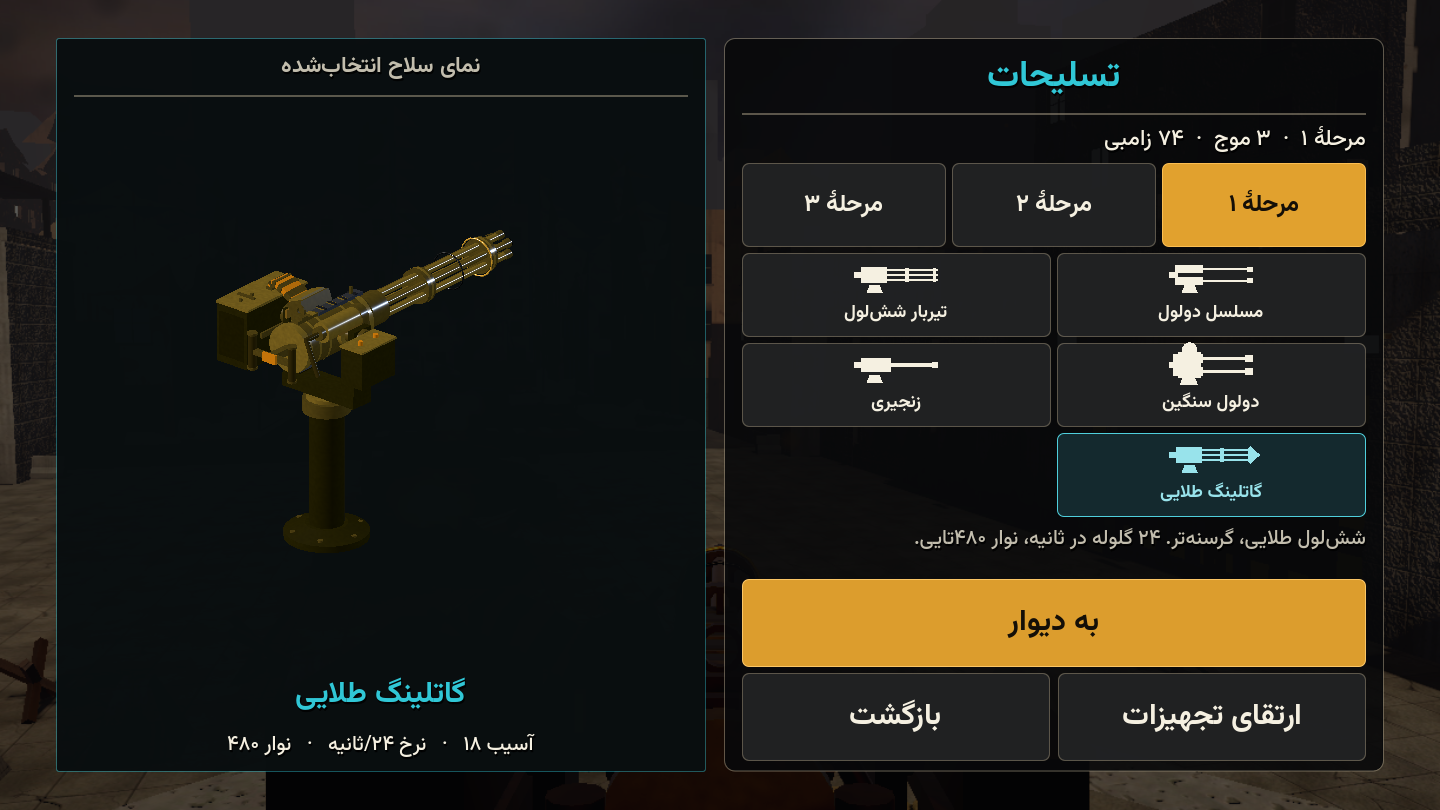 تسلیحات
مرحلهٔ ۱ · ۳ موج · ۷۴ زامبی
مرحلهٔ ۱
مرحلهٔ ۲
مرحلهٔ ۳
مسلسل دولول
تیربار شش‌لول
دولول سنگین
زنجیری
گاتلینگ طلایی
شش‌لول طلایی، گرسنه‌تر. ۲۴ گلوله در ثانیه، نوار ۴۸۰تایی.
به دیوار
ارتقای تجهیزات
بازگشت
نمای سلاح انتخاب‌شده
گاتلینگ طلایی
آسیب ۱۸ · نرخ ۲۴/ثانیه · نوار ۴۸۰